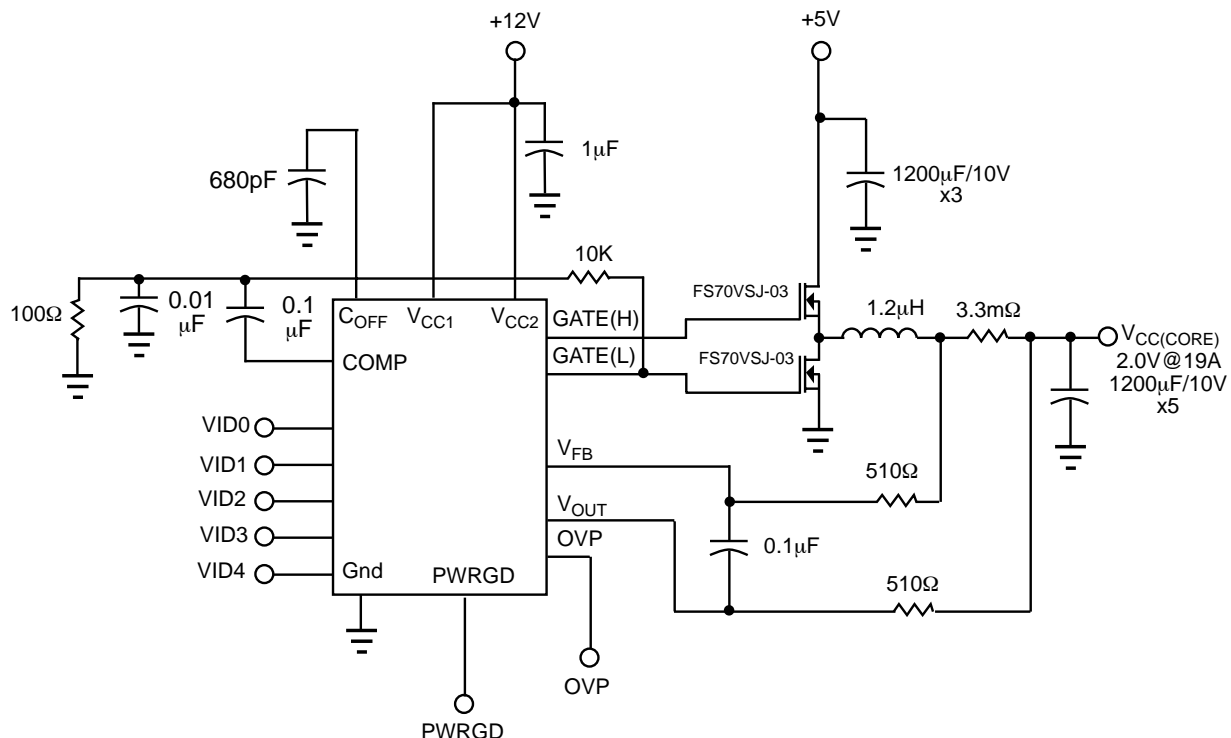 +12V
+5V
1μF
680pF
1200μF/10V
x3
10K
FS70VSJ-03
1.2μH
3.3mΩ
100Ω
0.01
μF
0.1
μF
COFF
VCC1
VCC2
GATE(H)
GATE(L)
FS70VSJ-03
VCC(CORE)
2.0V@19A
1200μF/10V
x5
COMP
VID0
VID1
VID2
VID3
VID4
VFB
510Ω
VOUT
OVP
0.1μF
Gnd
PWRGD
510Ω
OVP
PWRGD